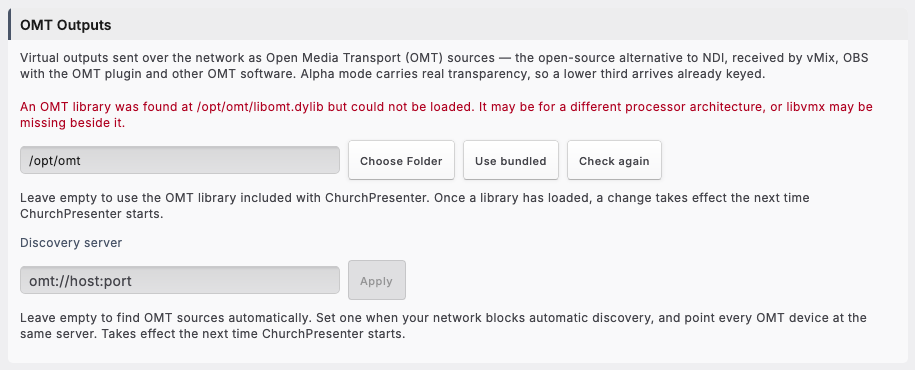 OMT Outputs
Virtual outputs sent over the network as Open Media Transport (OMT) sources — the open-source alternative to NDI, received by vMix, OBS
with the OMT plugin and other OMT software. Alpha mode carries real transparency, so a lower third arrives already keyed.
An OMT library was found at /opt/omt/libomt.dylib but could not be loaded. It may be for a different processor architecture, or libvmx may be
missing beside it.
/opt/omt
Choose Folder
Use bundled
Check again
Leave empty to use the OMT library included with ChurchPresenter. Once a library has loaded, a change takes effect the next time
ChurchPresenter starts.
Discovery server
omt://host:port
Apply
Leave empty to find OMT sources automatically. Set one when your network blocks automatic discovery, and point every OMT device at the
same server. Takes effect the next time ChurchPresenter starts.